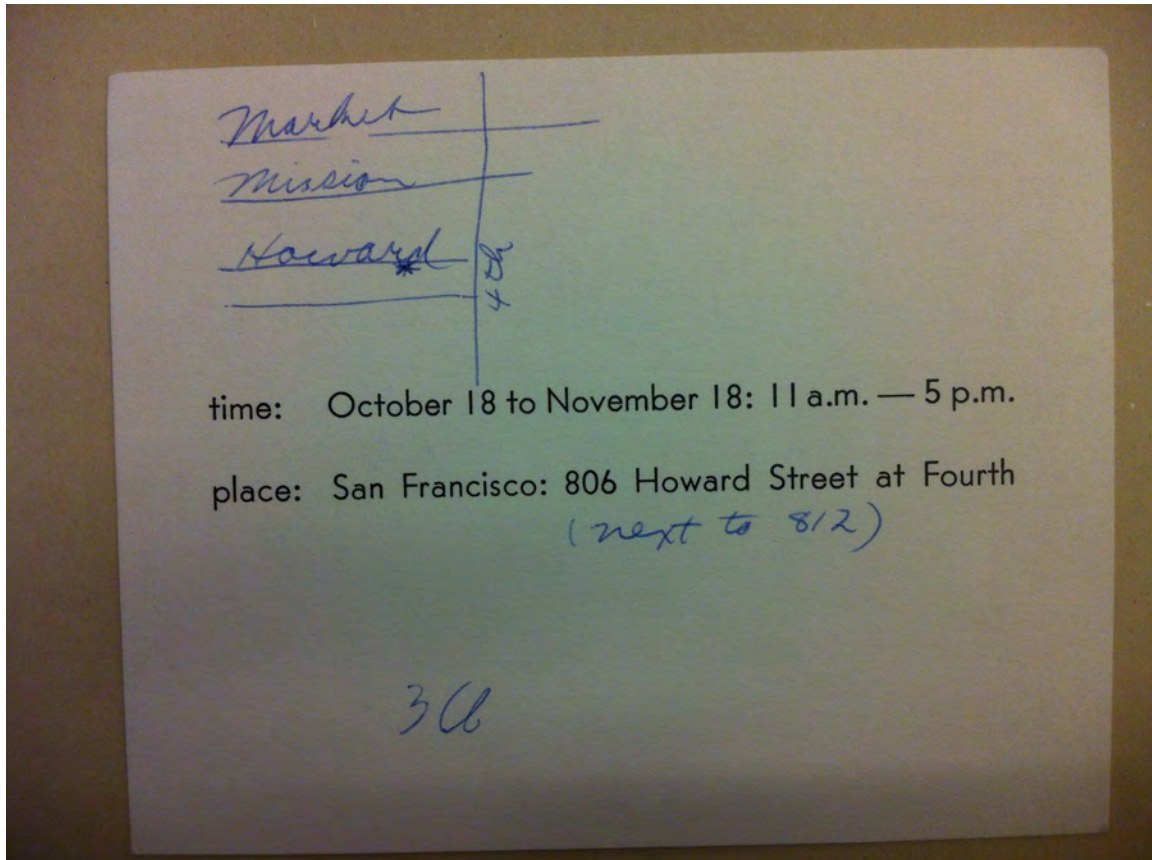 Market
Mission
Howard
4th
time: October 18 to November 18: 11 a.m. — 5 p.m.
place: San Francisco: 806 Howard Street at Fourth
(next to 812)